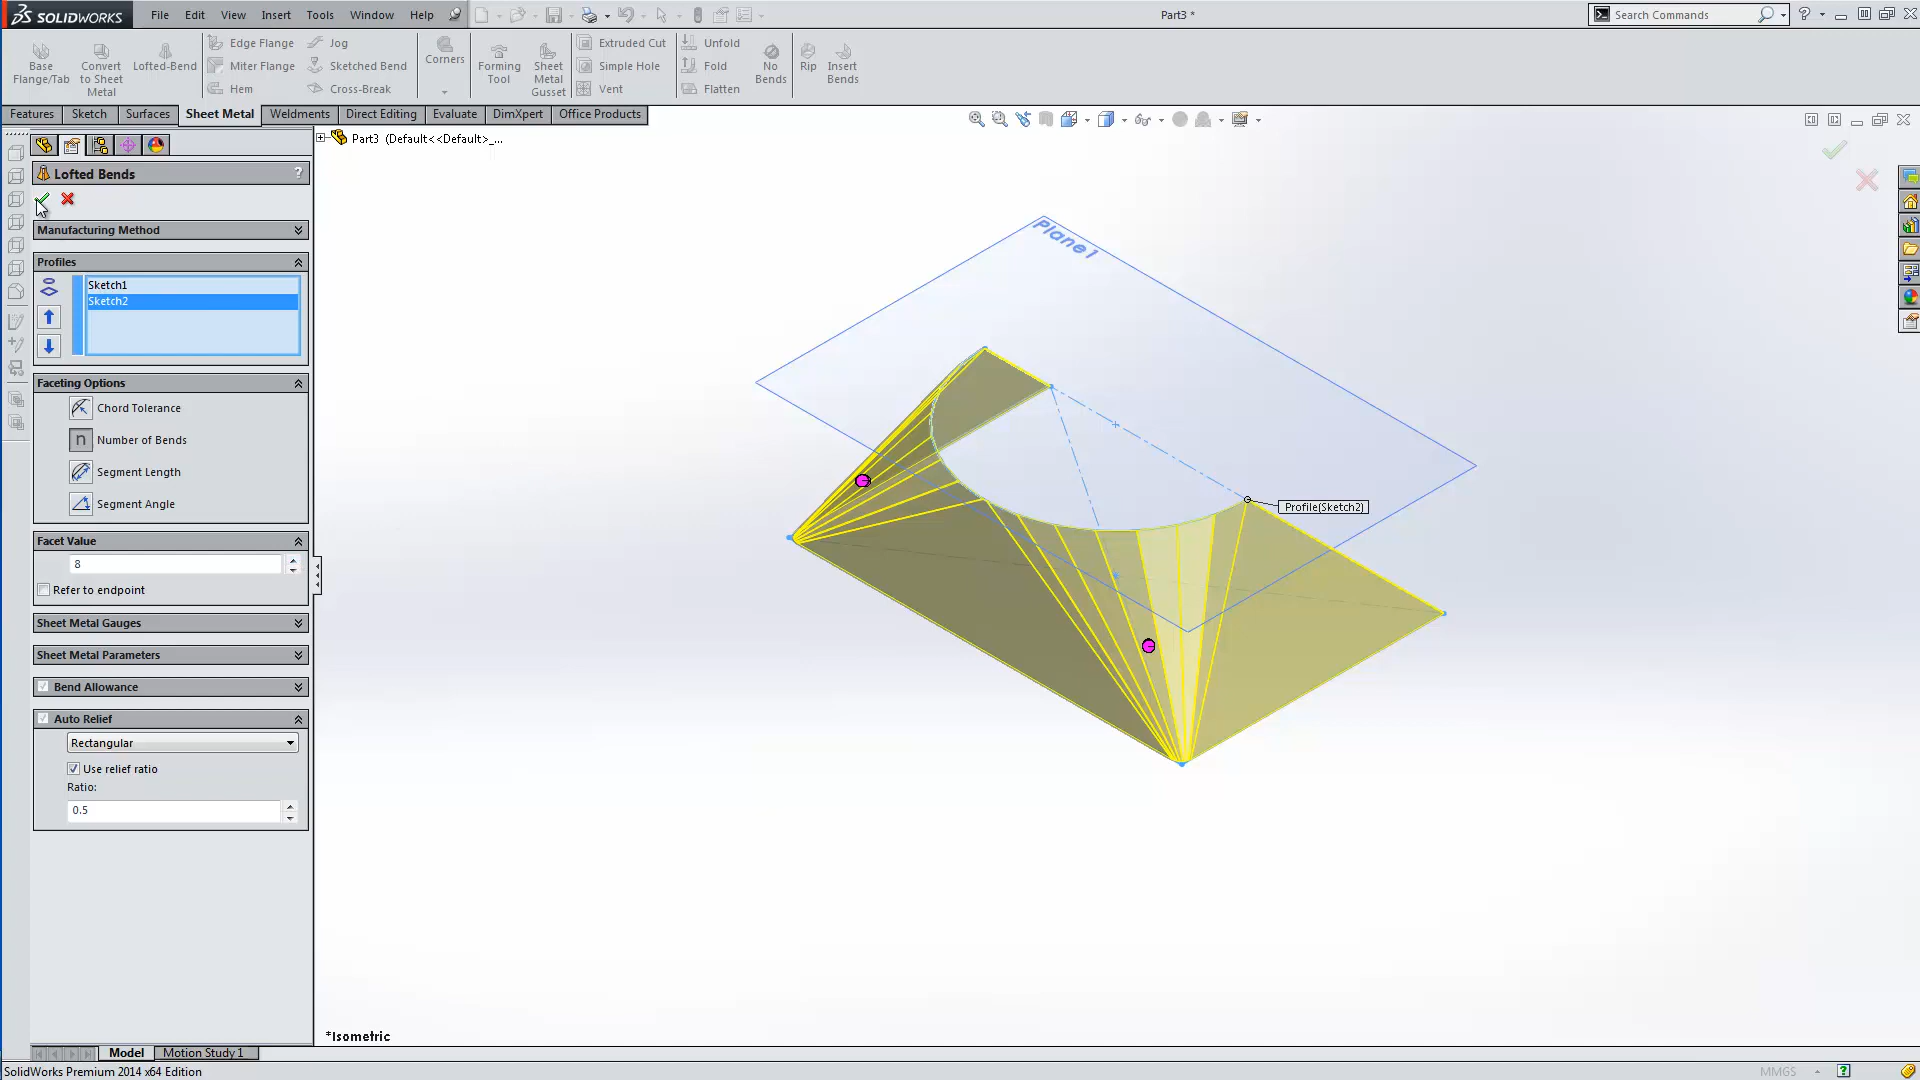 SOLIDWORKS File Edit View Insert Tools Window Help Part3 * Search Commands
Base Flange/Tab Convert to Sheet Metal Lofted-Bend Edge Flange Miter Flange Hem Jog Sketched Bend Cross-Break Corners Forming Tool Sheet Metal Gusset Extruded Cut Simple Hole Vent Unfold Fold Flatten No Bends Rip Insert Bends
Features Sketch Surfaces Sheet Metal Weldments Direct Editing Evaluate DimXpert Office Products
Part3 (Default<<Default>_...
Lofted Bends ?
Manufacturing Method
Profiles
Sketch1
Sketch2
Faceting Options
Chord Tolerance
n Number of Bends
Segment Length
Segment Angle
Facet Value
8
Refer to endpoint
Sheet Metal Gauges
Sheet Metal Parameters
Bend Allowance
Auto Relief
Rectangular
Use relief ratio
Ratio:
0.5
Plane1
Profile(Sketch2)
*Isometric
Model Motion Study 1
SolidWorks Premium 2014 x64 Edition MMGS